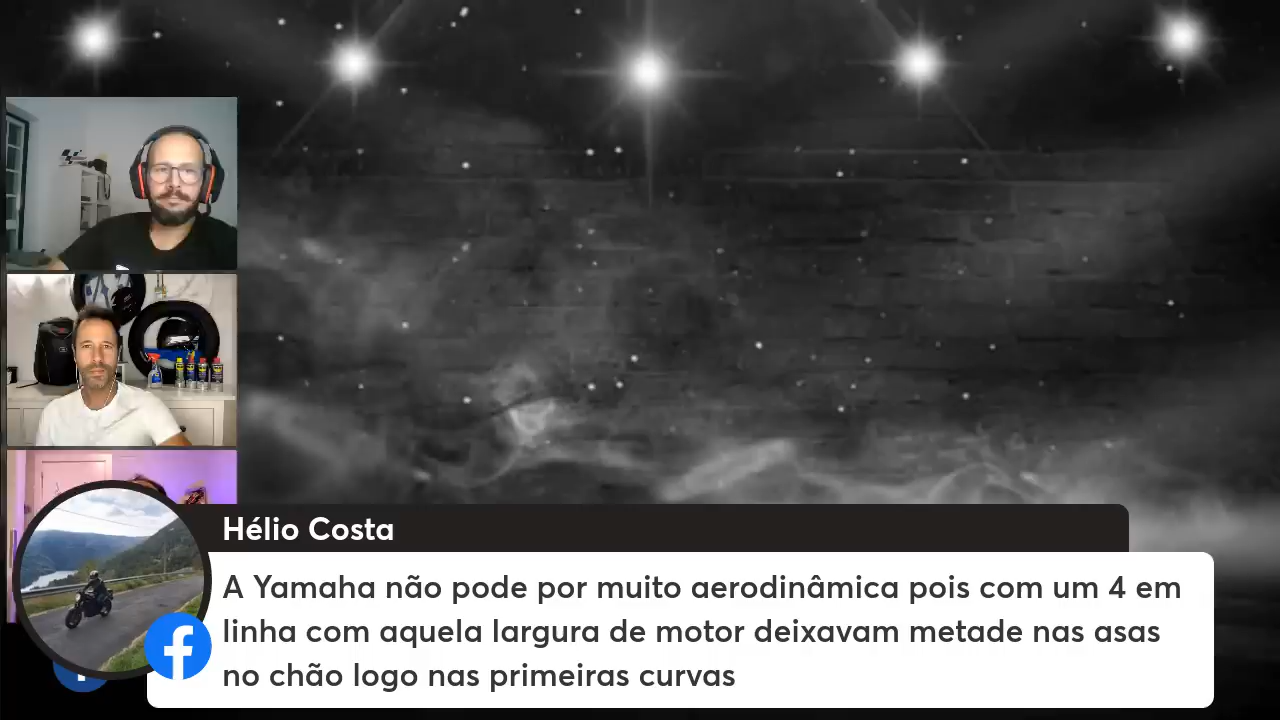 Hélio Costa
A Yamaha não pode por muito aerodinâmica pois com um 4 em
linha com aquela largura de motor deixavam metade nas asas
no chão logo nas primeiras curvas